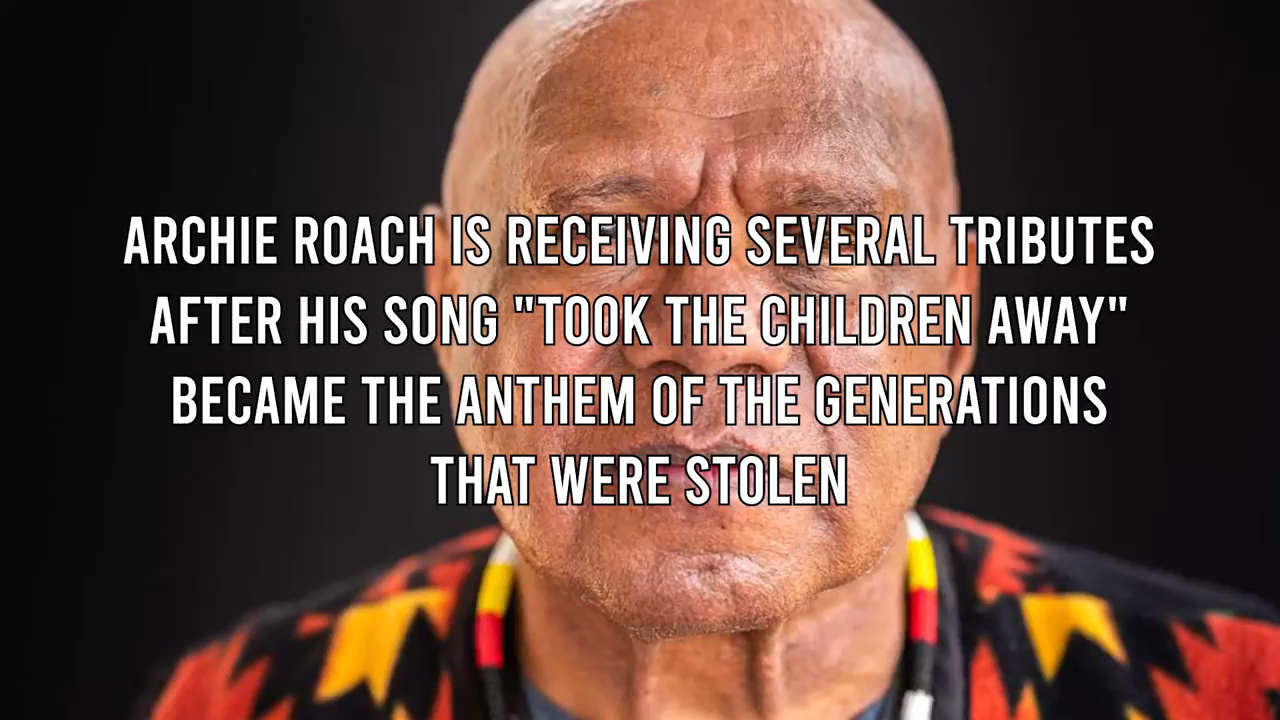 ARCHIE ROACH IS RECEIVING SEVERAL TRIBUTES
AFTER HIS SONG "TOOK THE CHILDREN AWAY"
BECAME THE ANTHEM OF THE GENERATIONS
THAT WERE STOLEN